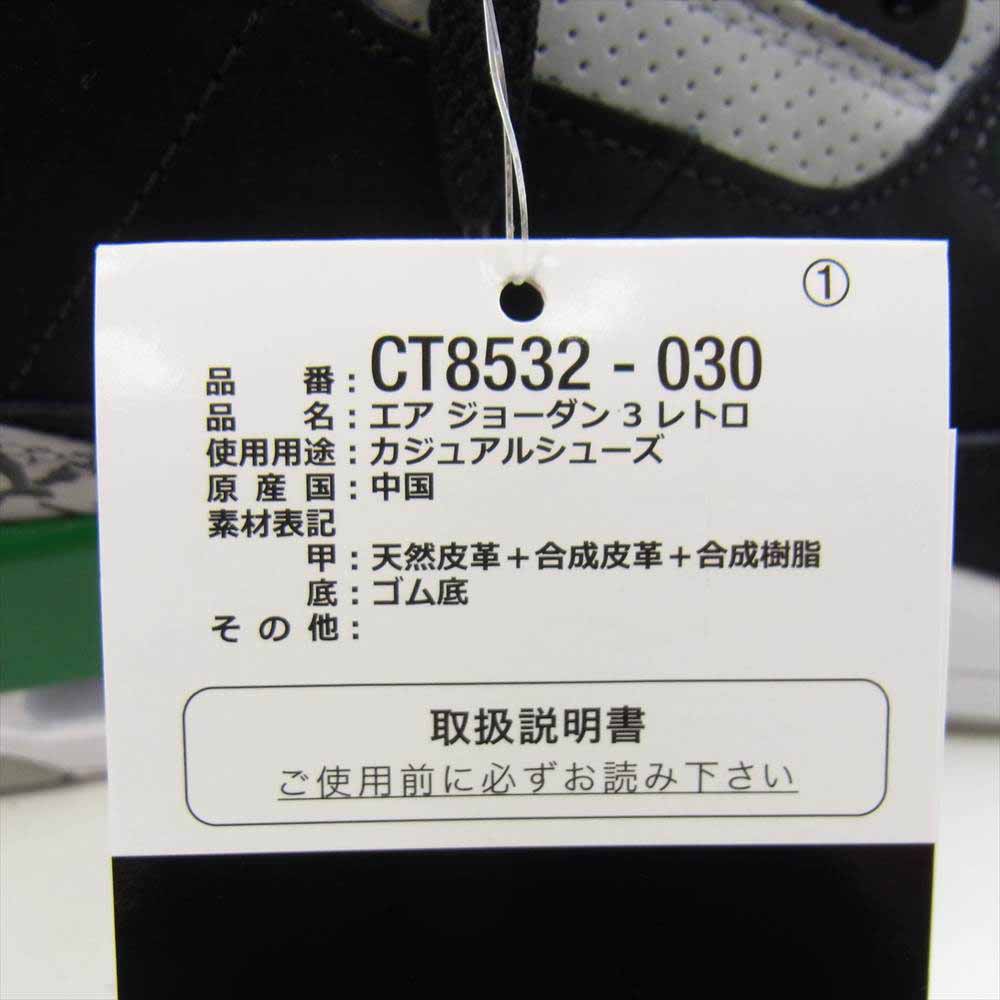 ①
品番：CT8532 - 030
品名：エア ジョーダン 3 レトロ
使用用途：カジュアルシューズ
原産国：中国
素材表記
甲：天然皮革＋合成皮革＋合成樹脂
底：ゴム底
その他：
取扱説明書
ご使用前に必ずお読み下さい